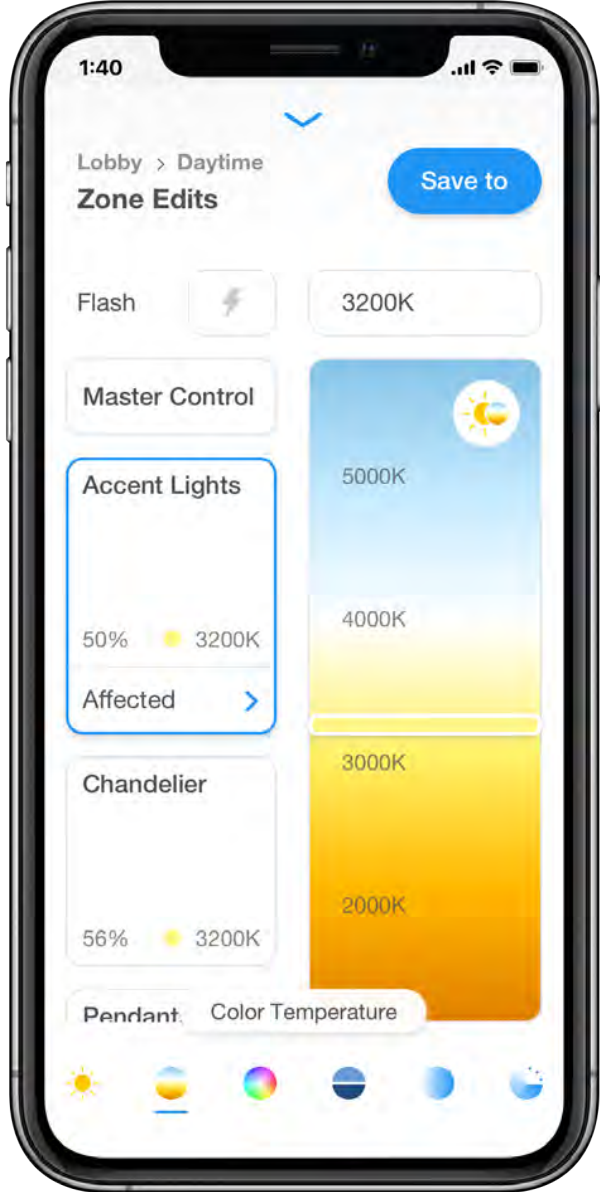 1:40
Lobby > Daytime
Zone Edits
Save to
Flash
3200K
Master Control
Accent Lights
50% 3200K
Affected >
5000K
4000K
3000K
2000K
Chandelier
56% 3200K
Pendant
Color Temperature